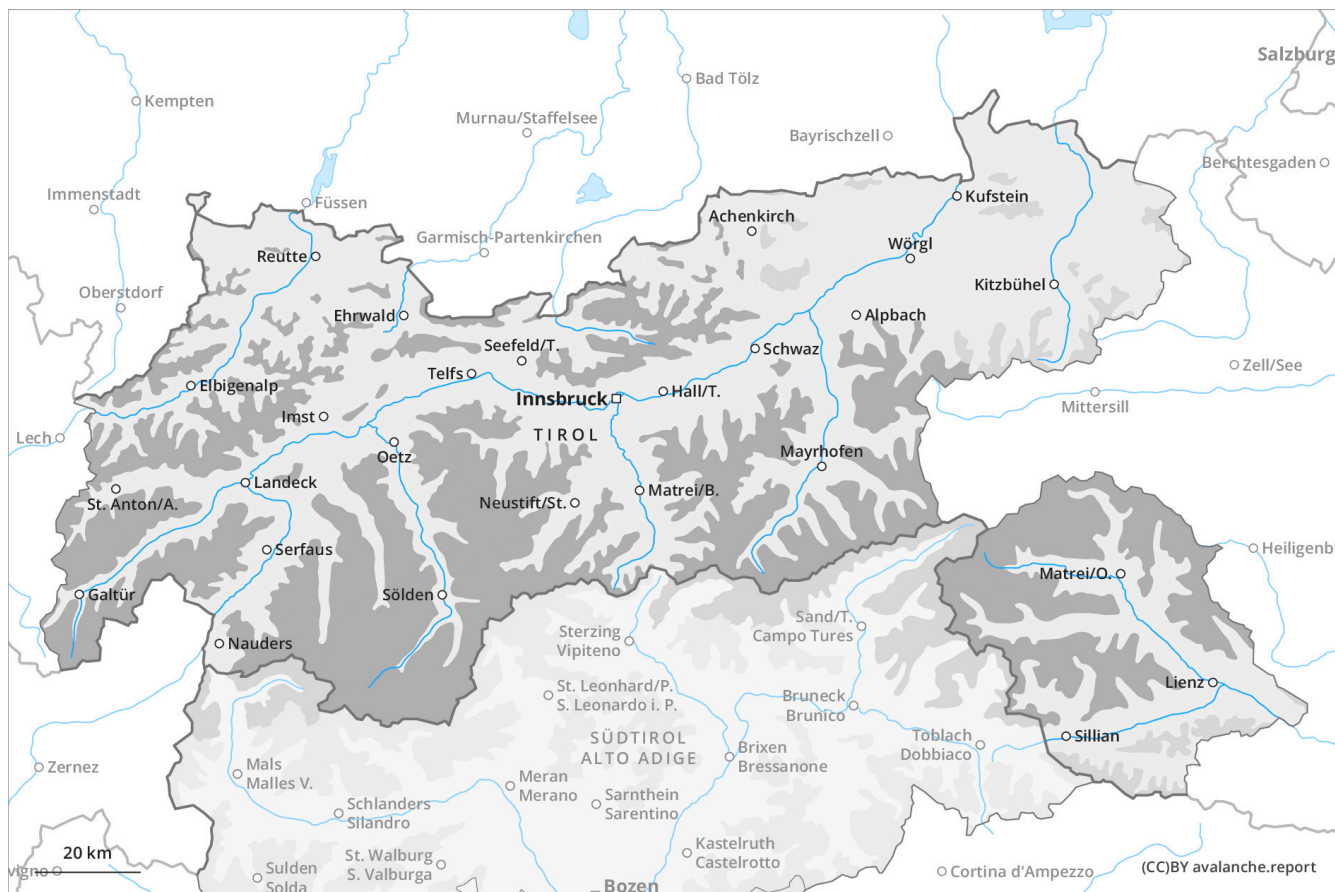 Salzburg
Bad Tölz
Kempten
Murnau/Staffelsee
Bayrischzell
Berchtesgaden
Immenstadt
Füssen
Kufstein
Achenkirch
Garmisch-Partenkirchen
Wörgl
Reutte
Kitzbühel
Oberstdorf
Ehrwald
Alpbach
Seefeld/T.
Schwaz
Zell/See
Telfs
Elbigenalp
Innsbruck
Hall/T.
Mittersill
Imst
TIROL
Lech
Oetz
Mayrhofen
Landeck
St. Anton/A.
Neustift/St.
Matrei/B.
Serfaus
Heiligenb
Matrei/O.
Galtür
Sölden
Sand/T.
Campo Tures
Sterzing
Vipiteno
Nauders
Lienz
St. Leonhard/P.
S. Leonardo i. P.
Bruneck
Brunico
SÜDTIROL
ALTO ADIGE
Toblach
Dobbiaco
Sillian
Brixen
Bressanone
Zernez
Mals
Malles V.
Meran
Merano
Schlanders
Silandro
Sarnthein
Sarentino
Kastelruth
Castelrotto
20 km
St. Walburg
S. Valburga
vigno
Sulden
Solda
Cortina d'Ampezzo
(CC)BY avalanche.report
Bozen